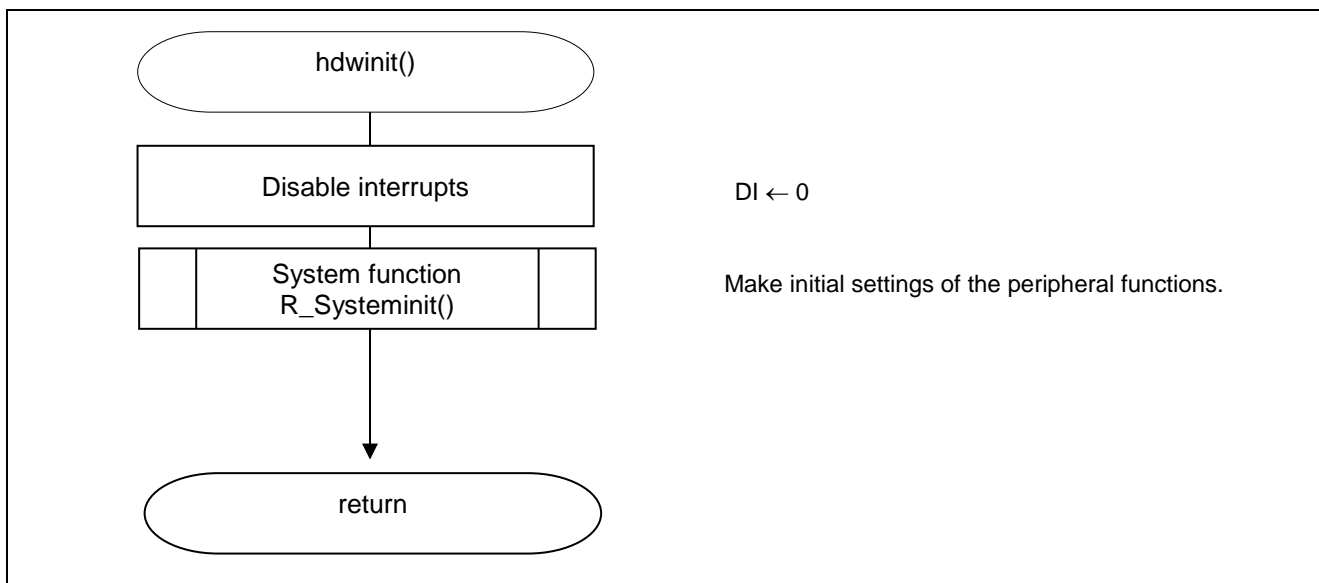 hdwinit()
Disable interrupts
DI ← 0
System function
R_Systeminit()
Make initial settings of the peripheral functions.
return